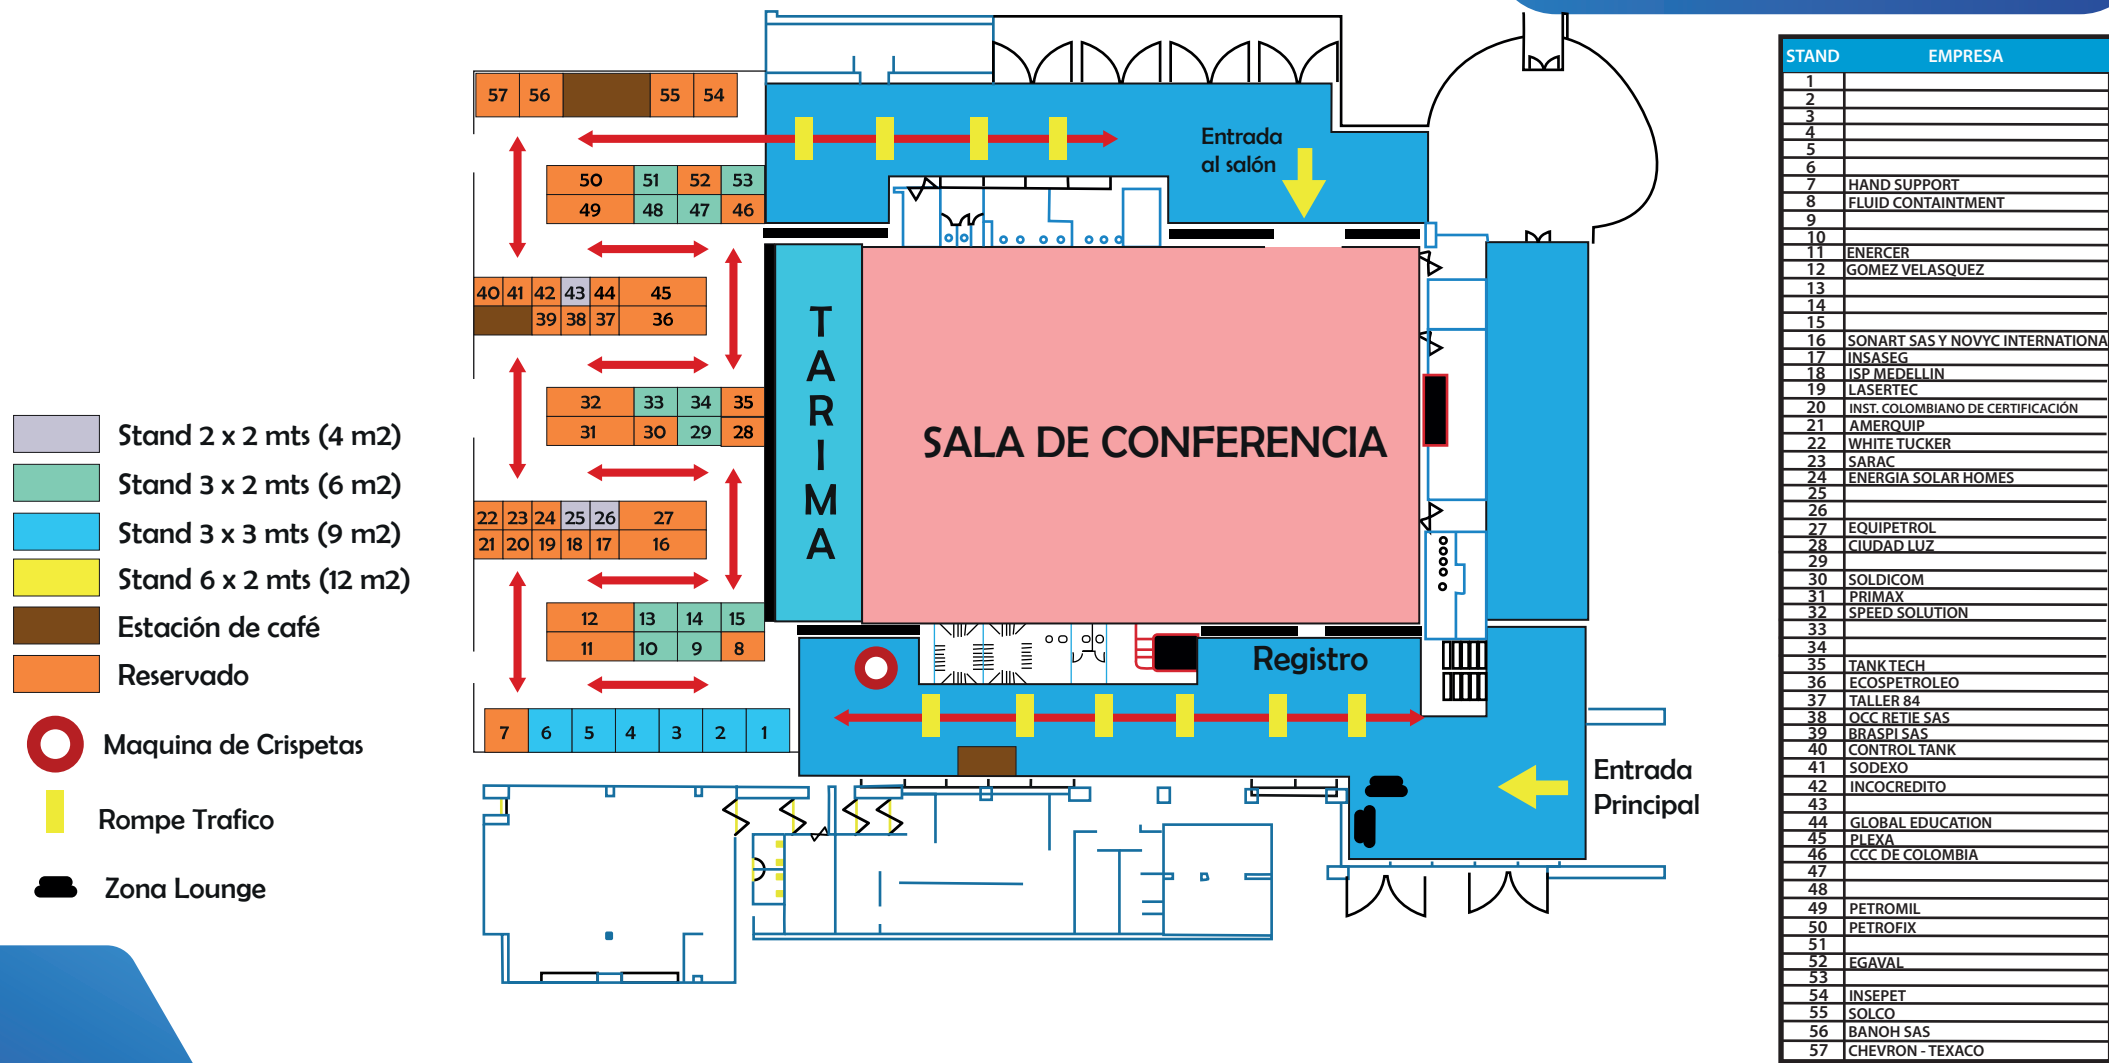 57 56 55 54
50 51 52 53
49 48 47 46
40 41 42 43 44 45
39 38 37 36
32 33 34 35
31 30 29 28
22 23 24 25 26 27
21 20 19 18 17 16
12 13 14 15
11 10 9 8
7 6 5 4 3 2 1
Entrada
al salón
TARIMA
SALA DE CONFERENCIA
Registro
Entrada
Principal
Stand 2 x 2 mts (4 m2)
Stand 3 x 2 mts (6 m2)
Stand 3 x 3 mts (9 m2)
Stand 6 x 2 mts (12 m2)
Estación de café
Reservado
Maquina de Crispetas
Rompe Trafico
Zona Lounge
STAND EMPRESA
1
2
3
4
5
6
7 HAND SUPPORT
8 FLUID CONTAINTMENT
9
10
11 ENERCER
12 GOMEZ VELASQUEZ
13
14
15
16 SONART SAS Y NOVYC INTERNATIONA
17 INSASEG
18 ISP MEDELLIN
19 LASERTEC
20 INST. COLOMBIANO DE CERTIFICACIÓN
21 AMERQUIP
22 WHITE TUCKER
23 SARAC
24 ENERGIA SOLAR HOMES
25
26
27 EQUIPETROL
28 CIUDAD LUZ
29
30 SOLDICOM
31 PRIMAX
32 SPEED SOLUTION
33
34
35 TANK TECH
36 ECOSPETROLEO
37 TALLER 84
38 OCC RETIE SAS
39 BRASPI SAS
40 CONTROL TANK
41 SODEXO
42 INCOCREDITO
43
44 GLOBAL EDUCATION
45 PLEXA
46 CCC DE COLOMBIA
47
48
49 PETROMIL
50 PETROFIX
51
52 EGAVAL
53
54 INSEPET
55 SOLCO
56 BANOH SAS
57 CHEVRON - TEXACO